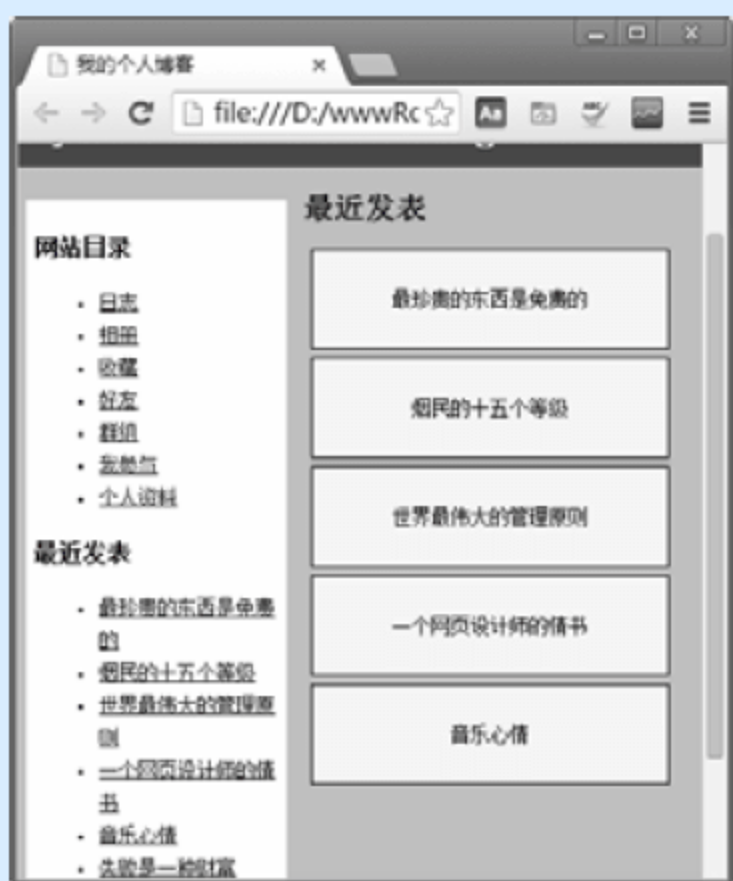 我的个人博客
file:///D:/wwwRc
网站目录
日志
相册
收藏
好友
群组
我参与
个人资料
最近发表
最珍贵的东西是免费
的
烟民的十五个等级
世界最伟大的管理原
则
一个网页设计师的情
书
音乐心情
失败是一种财富
最近发表
最珍贵的东西是免费的
烟民的十五个等级
世界最伟大的管理原则
一个网页设计师的情书
音乐心情